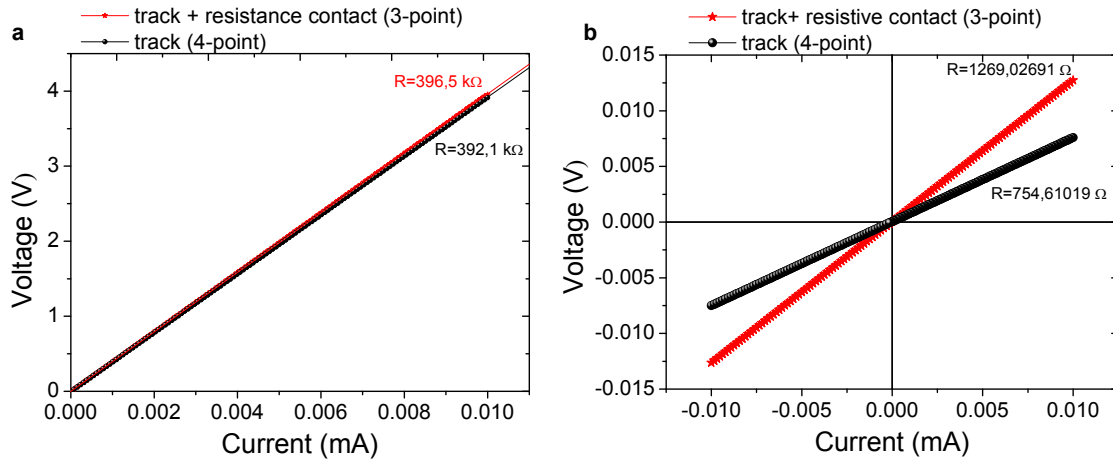 a
track + resistance contact (3-point)
track (4-point)
R=396,5 kΩ
R=392,1 kΩ
4
3
2
1
0
Voltage (V)
0.000 0.002 0.004 0.006 0.008 0.010
Current (mA)
b
track+ resistive contact (3-point)
track (4-point)
R=1269,02691 Ω
R=754,61019 Ω
0.015
0.010
0.005
0.000
-0.005
-0.010
-0.015
Voltage (V)
-0.010 -0.005 0.000 0.005 0.010
Current (mA)